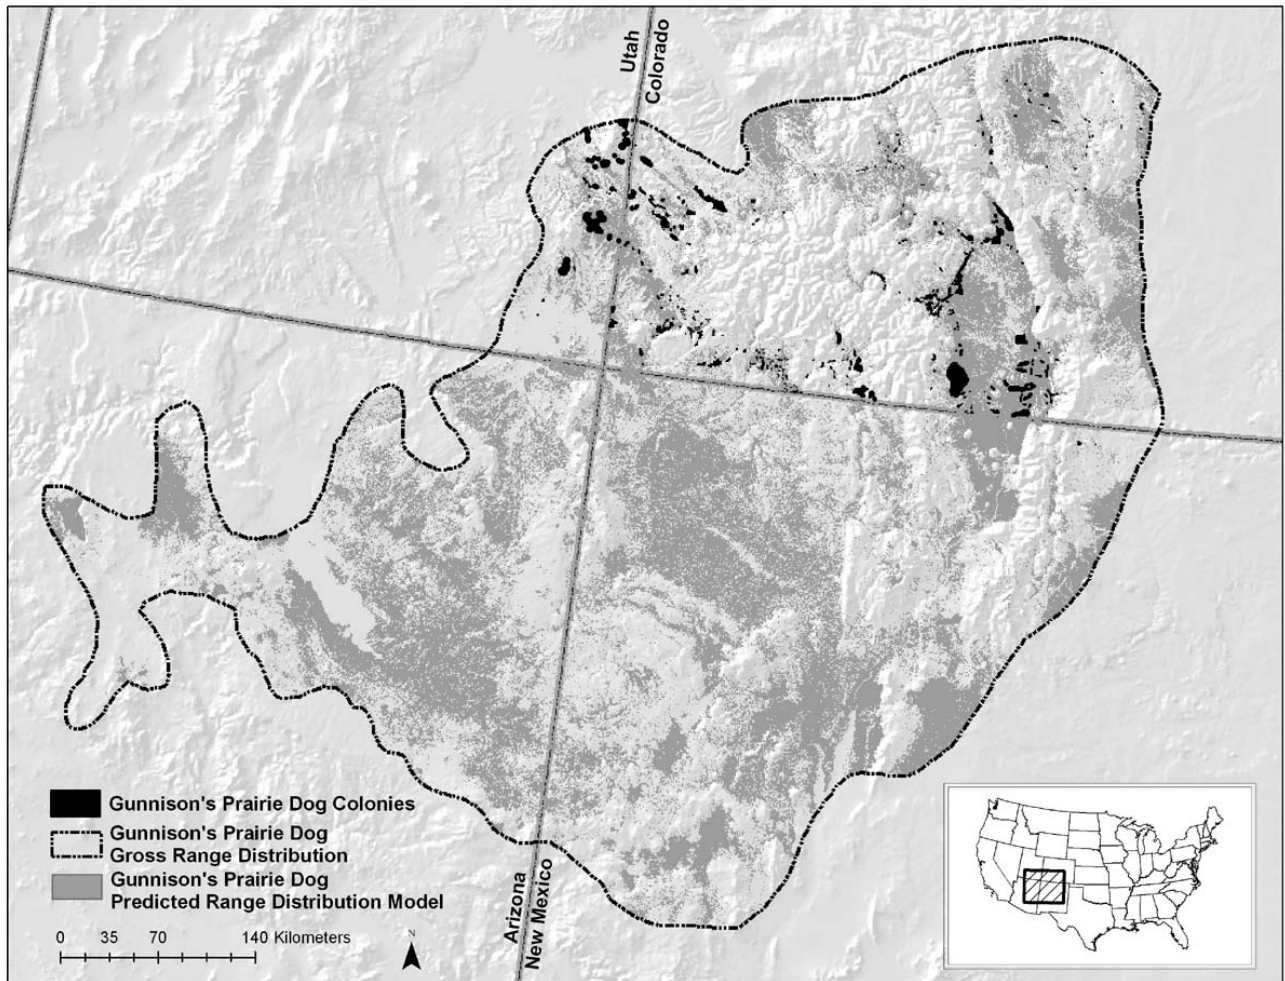 Utah
Colorado
Gunnison's Prairie Dog Colonies
Gunnison's Prairie Dog
Gross Range Distribution
Gunnison's Prairie Dog
Predicted Range Distribution Model
0 35 70 140 Kilometers
N
Arizona
New Mexico